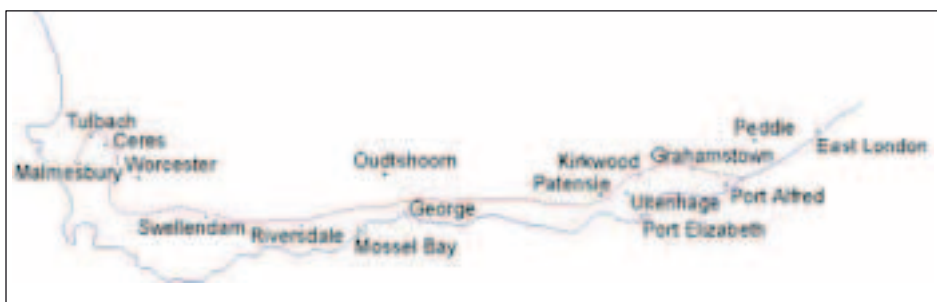 Tulbach
Ceres
Malmesbury
Worcester
Swellendam
Riversdale
Oudtshoorn
George
Mossel Bay
Kirkwood
Patensie
Grahamstown
Peddie
East London
Uitenhage
Port Alfred
Port Elizabeth